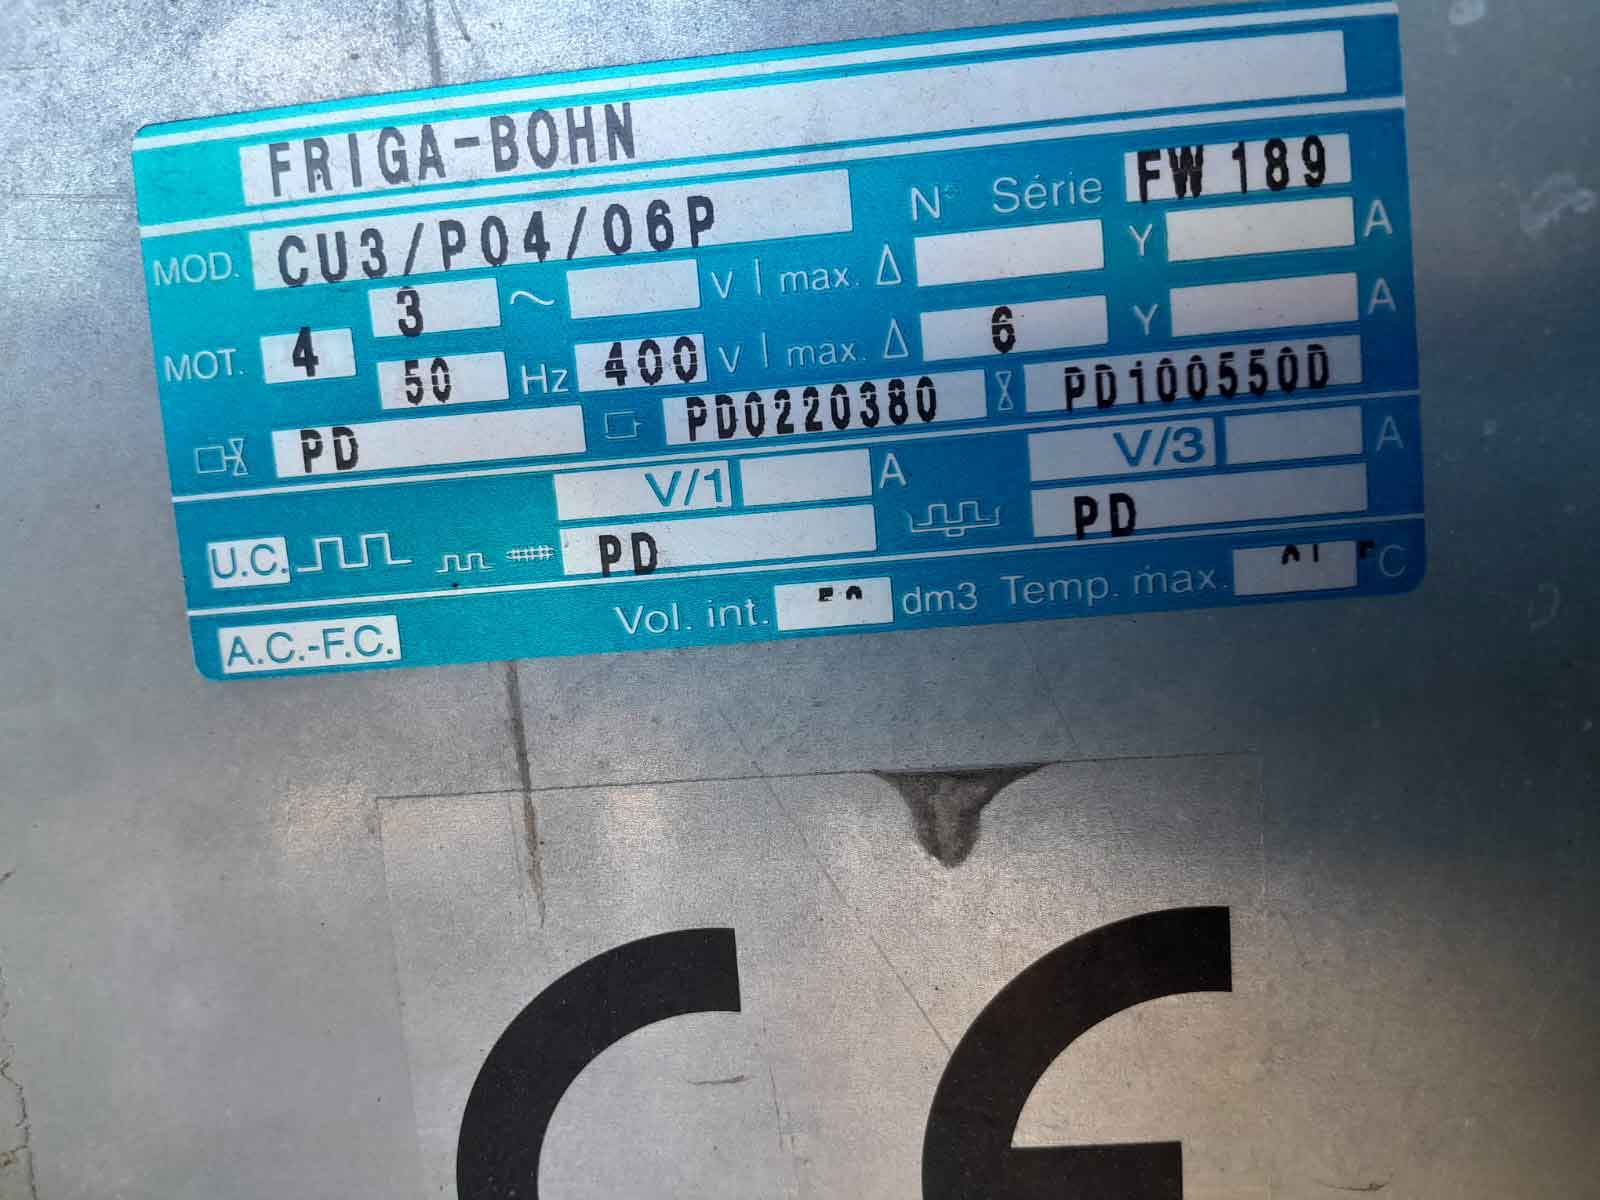 FRIGA-BOHN
MOD. CU3/P04/06P N° Série FW 189
MOT. 4 3 ~ V I max. Δ Y A
50 Hz 400 V I max. Δ 6 Y A
PD PD0220380 PD100550D
U.C. V/1 A V/3 A
PD PD
A.C.-F.C. Vol. int. dm3 Temp. max. °C
CE